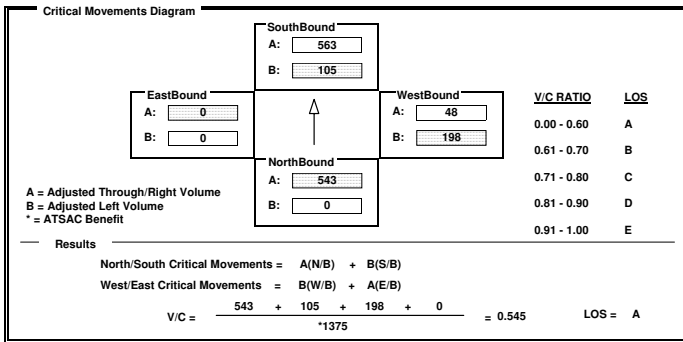 Critical Movements Diagram
SouthBound
A: 563
B: 105
EastBound
A: 0
B: 0
WestBound
A: 48
B: 198
NorthBound
A: 543
B: 0
V/C RATIO LOS
0.00 - 0.60 A
0.61 - 0.70 B
0.71 - 0.80 C
0.81 - 0.90 D
0.91 - 1.00 E
A = Adjusted Through/Right Volume
B = Adjusted Left Volume
* = ATSAC Benefit
Results
North/South Critical Movements = A(N/B) + B(S/B)
West/East Critical Movements = B(W/B) + A(E/B)
V/C = 543 + 105 + 198 + 0 = 0.545 LOS = A
*1375